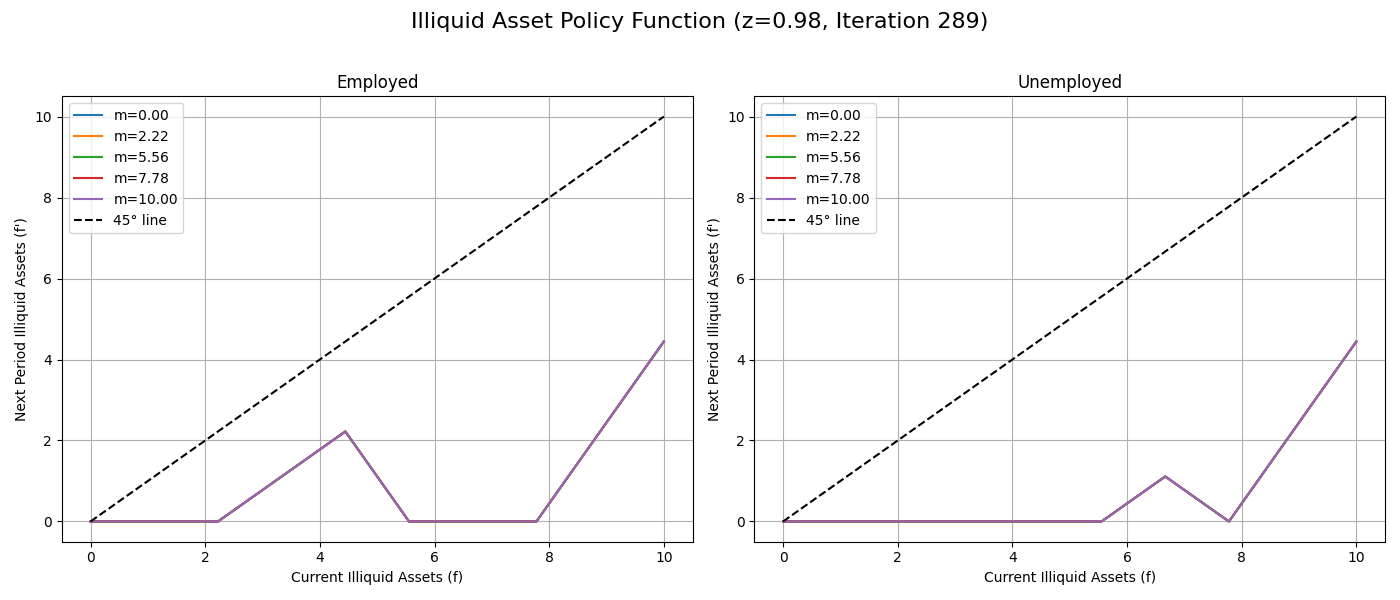 Illiquid Asset Policy Function (z=0.98, Iteration 289)
Employed
m=0.00
m=2.22
m=5.56
m=7.78
m=10.00
45° line
10
8
6
4
2
0
Next Period Illiquid Assets (f')
0 2 4 6 8 10
Current Illiquid Assets (f)
Unemployed
m=0.00
m=2.22
m=5.56
m=7.78
m=10.00
45° line
10
8
6
4
2
0
Next Period Illiquid Assets (f')
0 2 4 6 8 10
Current Illiquid Assets (f)